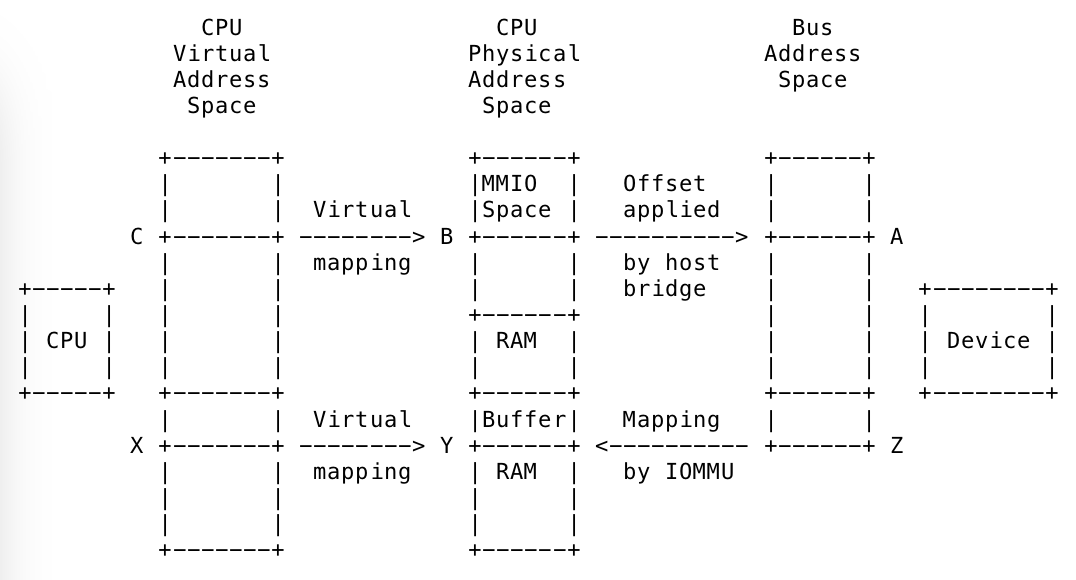 CPU                  CPU                  Bus
             Virtual              Physical             Address
             Address              Address               Space
              Space                Space

            +-------+             +------+             +------+
            |       |             |MMIO  |   Offset    |      |
            |       |  Virtual    |Space |   applied   |      |
          C +-------+ --------> B +------+ ----------> +------+ A
            |       |  mapping    |      |   by host   |      |
  +-----+   |       |             |      |   bridge    |      |   +--------+
  |     |   |       |             +------+             |      |   |        |
  | CPU |   |       |             | RAM  |             |      |   | Device |
  |     |   |       |             |      |             |      |   |        |
  +-----+   +-------+             +------+             +------+   +--------+
            |       |  Virtual    |Buffer|   Mapping   |      |
          X +-------+ --------> Y +------+ <---------- +------+ Z
            |       |  mapping    | RAM  |   by IOMMU
            |       |             |      |
            |       |             |      |
            +-------+             +------+